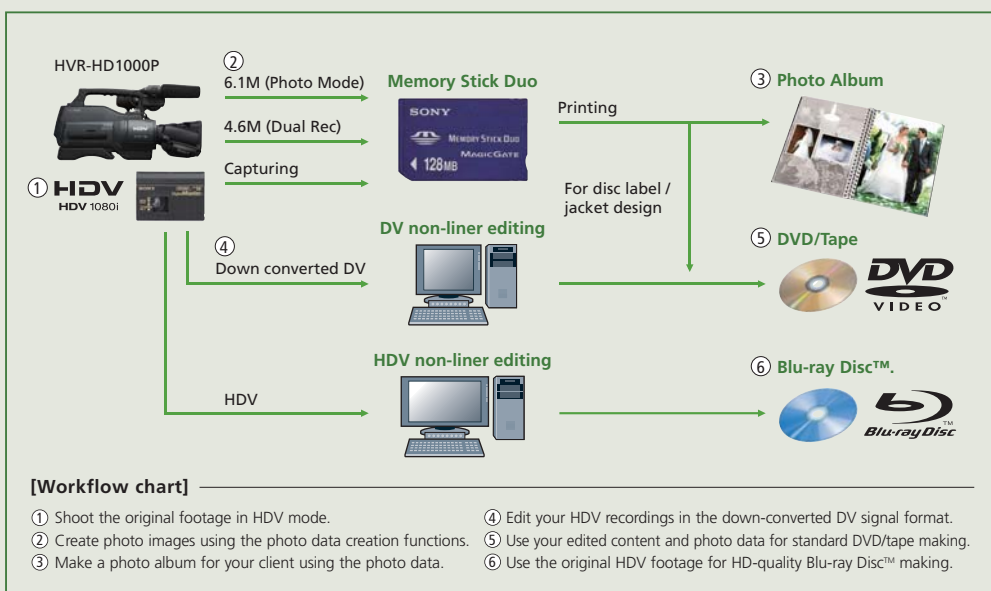 HVR-HD1000P
②
6.1M (Photo Mode)
4.6M (Dual Rec)
Capturing
① HDV
HDV 1080i
Memory Stick Duo
SONY
MEMORY STICK DUO
MAGICGATE
128MB
Printing
For disc label /
jacket design
③ Photo Album
④
Down converted DV
DV non-liner editing
⑤ DVD/Tape
DVD
VIDEO™
HDV
HDV non-liner editing
⑥ Blu-ray Disc™.
Blu-ray Disc™
[Workflow chart]
① Shoot the original footage in HDV mode.
② Create photo images using the photo data creation functions.
③ Make a photo album for your client using the photo data.
④ Edit your HDV recordings in the down-converted DV signal format.
⑤ Use your edited content and photo data for standard DVD/tape making.
⑥ Use the original HDV footage for HD-quality Blu-ray Disc™ making.